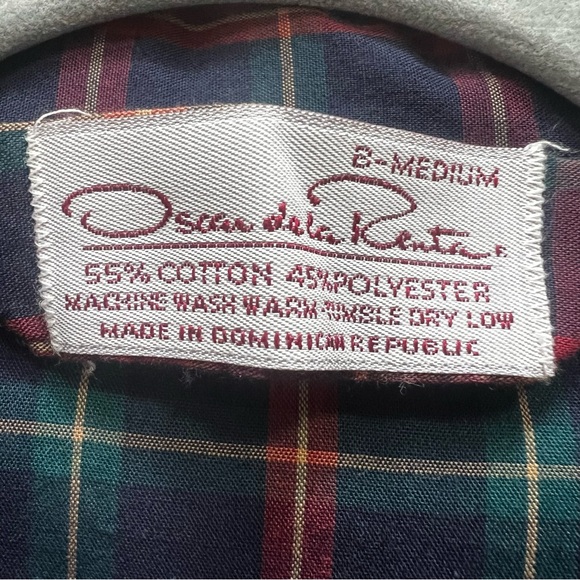 B-MEDIUM
Oscar de la Renta
55% COTTON 45% POLYESTER
MACHINE WASH WARM-TUMBLE DRY LOW
MADE IN DOMINICAN REPUBLIC